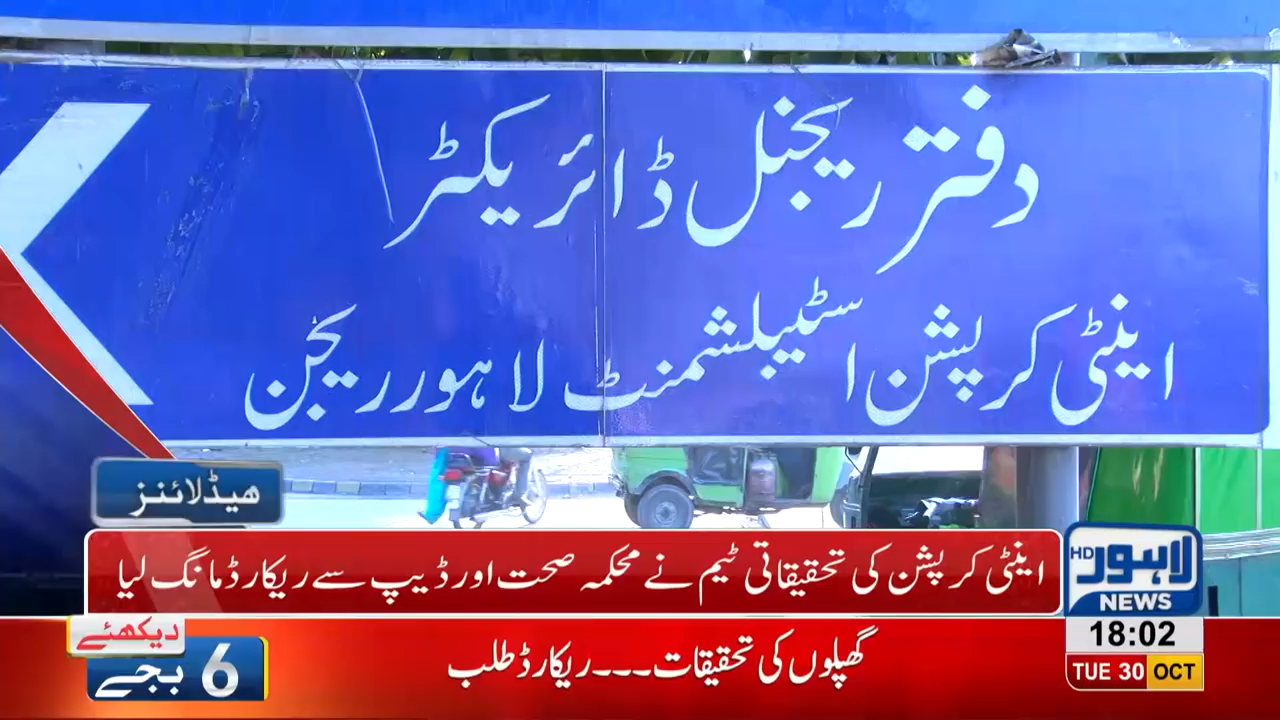 دفتر ریجنل ڈائریکٹر
اینٹی کرپشن اسٹیبلشمنٹ لاہور ریجن
ھیڈلائنز
اینٹی کرپشن کی تحقیقاتی ٹیم نے محکمہ صحت اور ڈیپ سے ریکارڈ مانگ لیا
لاہور HD
NEWS
18:02
TUE 30 OCT
دیکھئے
6 بجے
گھپلوں کی تحقیقات۔۔۔ریکارڈ طلب